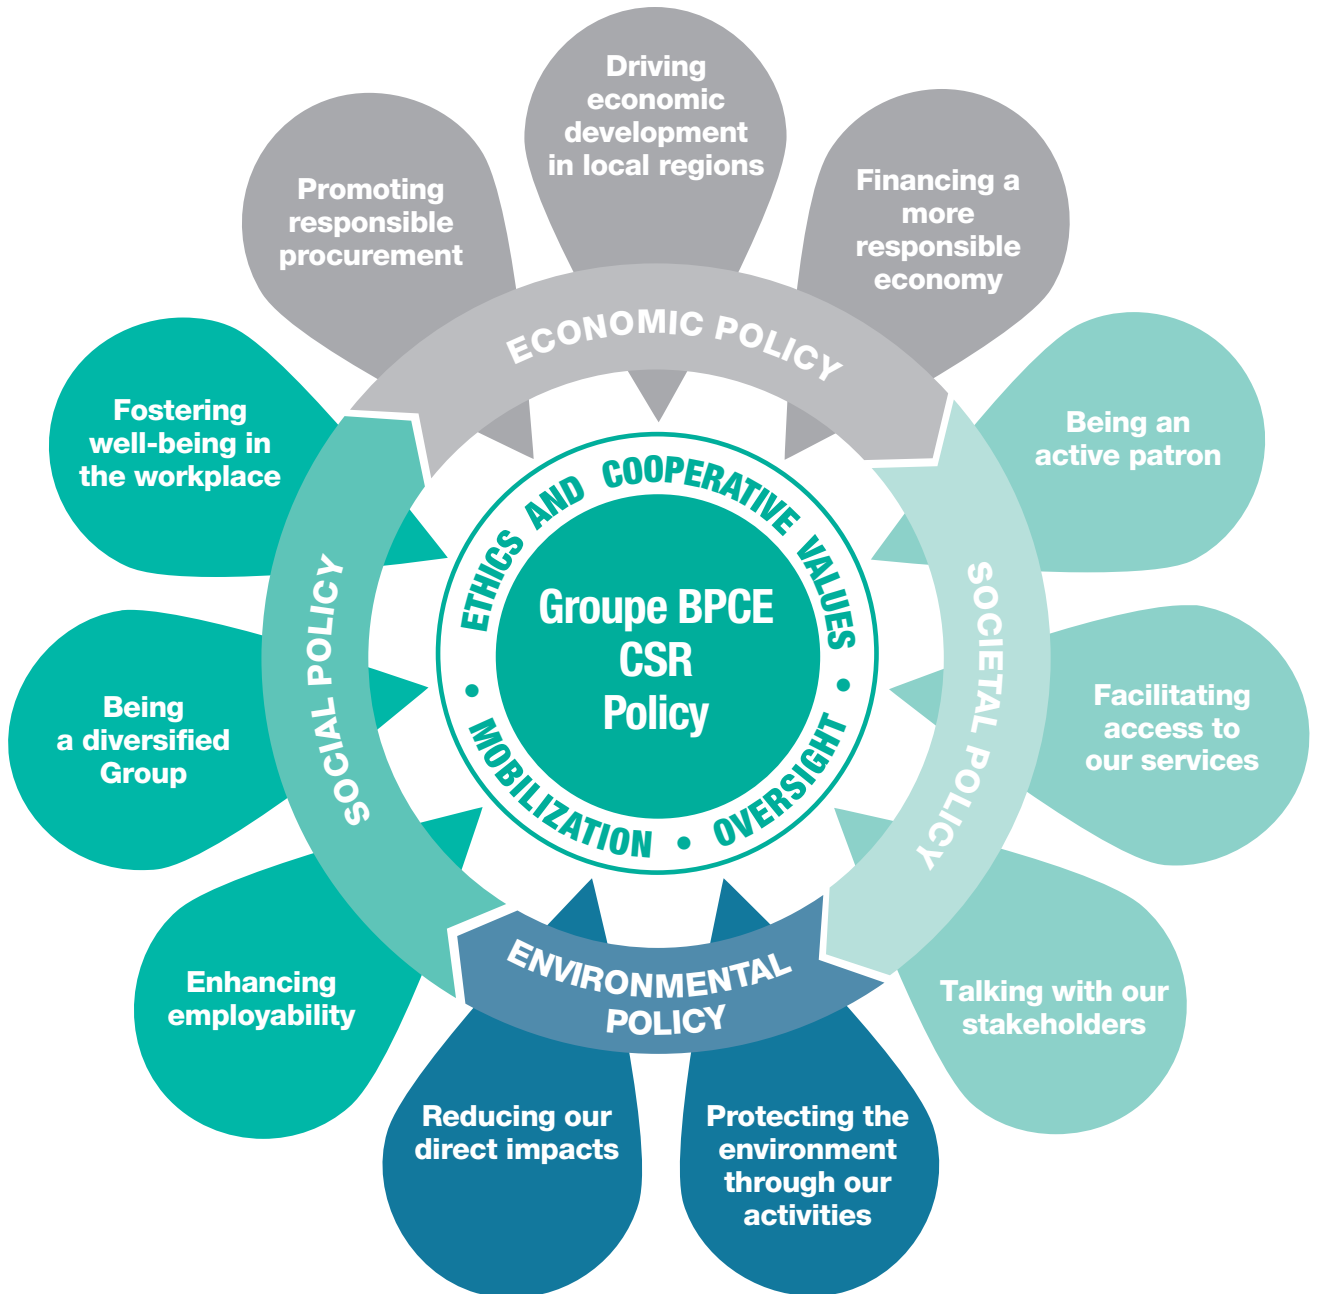 Driving
economic
development
in local regions
Promoting
responsible
procurement
Financing a
more
responsible
economy
ECONOMIC POLICY
Fostering
well-being in
the workplace
Being an
active patron
ETHICS AND COOPERATIVE VALUES •
Groupe BPCE
CSR
Policy
SOCIAL POLICY
SOCIETAL POLICY
Being
a diversified
Group
Facilitating
access to
our services
• MOBILIZATION • OVERSIGHT
Enhancing
employability
Talking with our
stakeholders
ENVIRONMENTAL
POLICY
Reducing our
direct impacts
Protecting the
environment
through our
activities